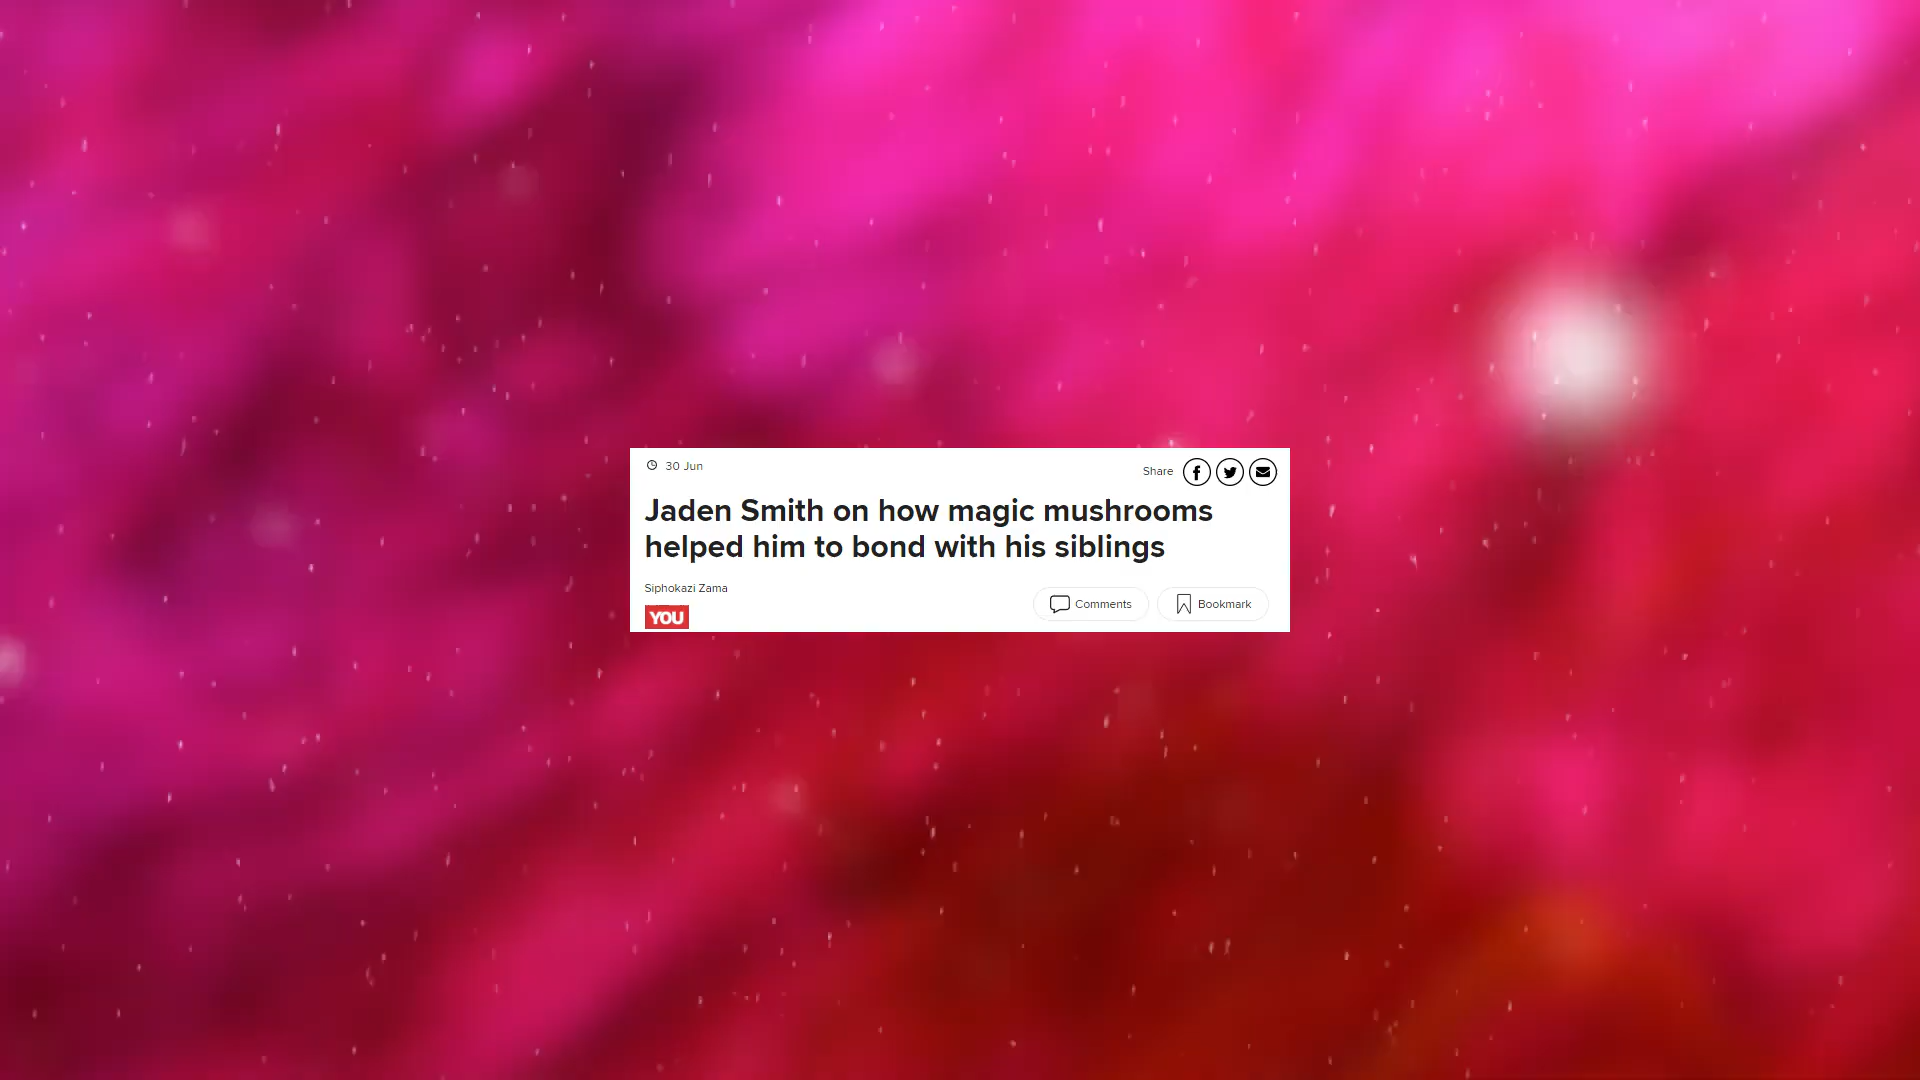 30 Jun
Share
Jaden Smith on how magic mushrooms
helped him to bond with his siblings
Siphokazi Zama
Comments
Bookmark
YOU